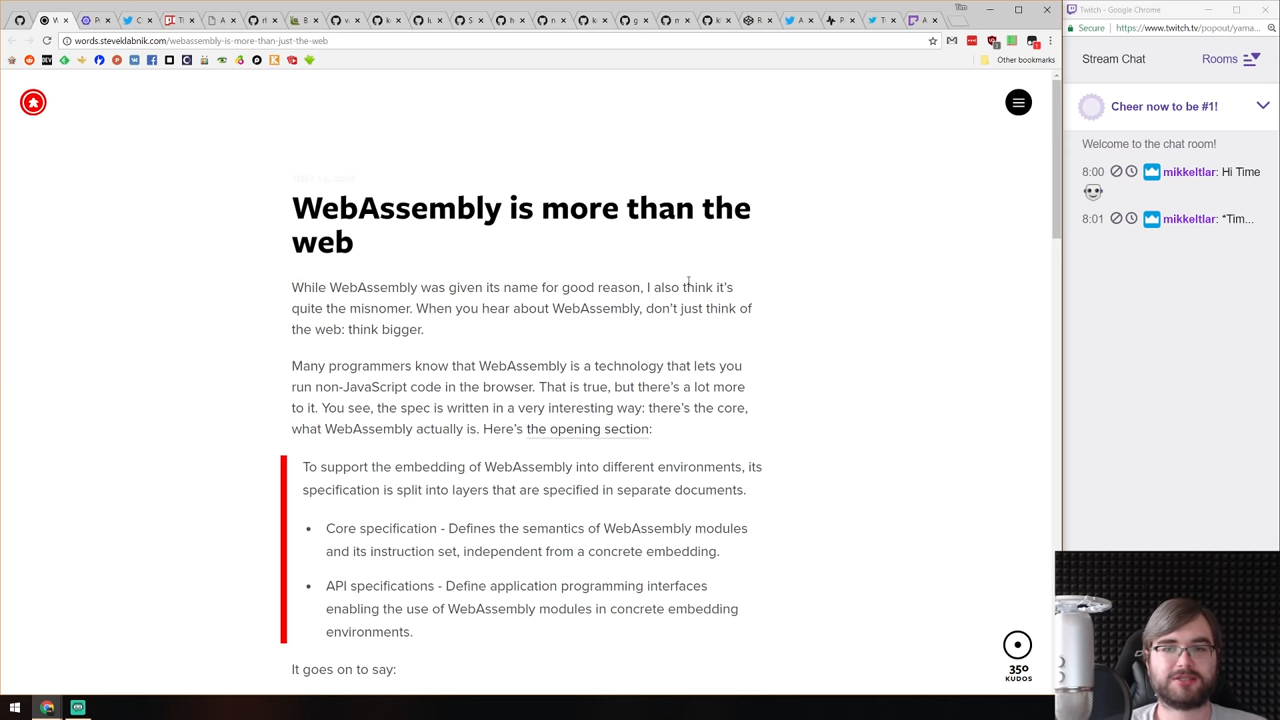 Tim
Twitch - Google Chrome
words.steveklabnik.com/webassembly-is-more-than-just-the-web
Secure
https://www.twitch.tv/popout/yama...
Other bookmarks
Stream Chat
Rooms
Cheer now to be #1!
Welcome to the chat room!
8:00 mikkeltlar: Hi Time
8:01 mikkeltlar: *Tim...
WebAssembly is more than the
web
While WebAssembly was given its name for good reason, I also think it’s
quite the misnomer. When you hear about WebAssembly, don’t just think of
the web: think bigger.
Many programmers know that WebAssembly is a technology that lets you
run non-JavaScript code in the browser. That is true, but there’s a lot more
to it. You see, the spec is written in a very interesting way: there’s the core,
what WebAssembly actually is. Here’s the opening section:
To support the embedding of WebAssembly into different environments, its
specification is split into layers that are specified in separate documents.
• Core specification - Defines the semantics of WebAssembly modules
and its instruction set, independent from a concrete embedding.
• API specifications - Define application programming interfaces
enabling the use of WebAssembly modules in concrete embedding
environments.
It goes on to say:
350
KUDOS